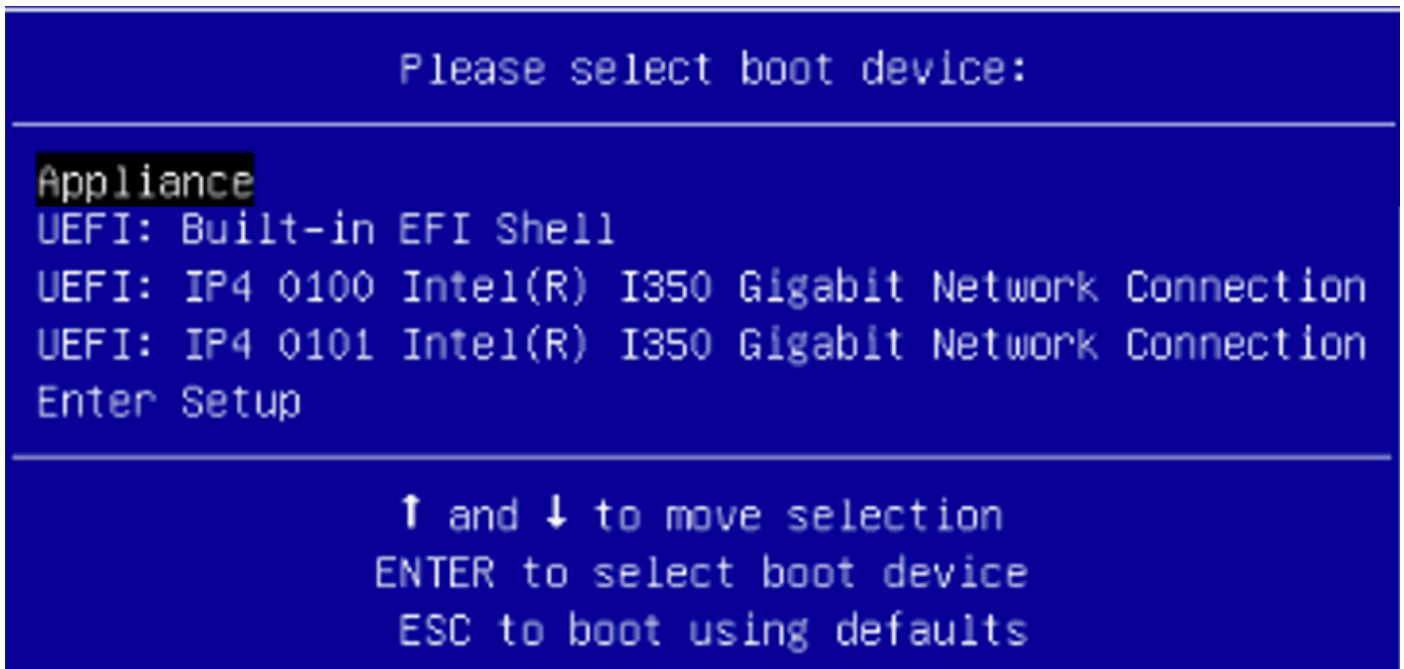 Please select boot device:
Appliance
UEFI: Built-in EFI Shell
UEFI: IP4 0100 Intel(R) I350 Gigabit Network Connection
UEFI: IP4 0101 Intel(R) I350 Gigabit Network Connection
Enter Setup
↑ and ↓ to move selection
ENTER to select boot device
ESC to boot using defaults